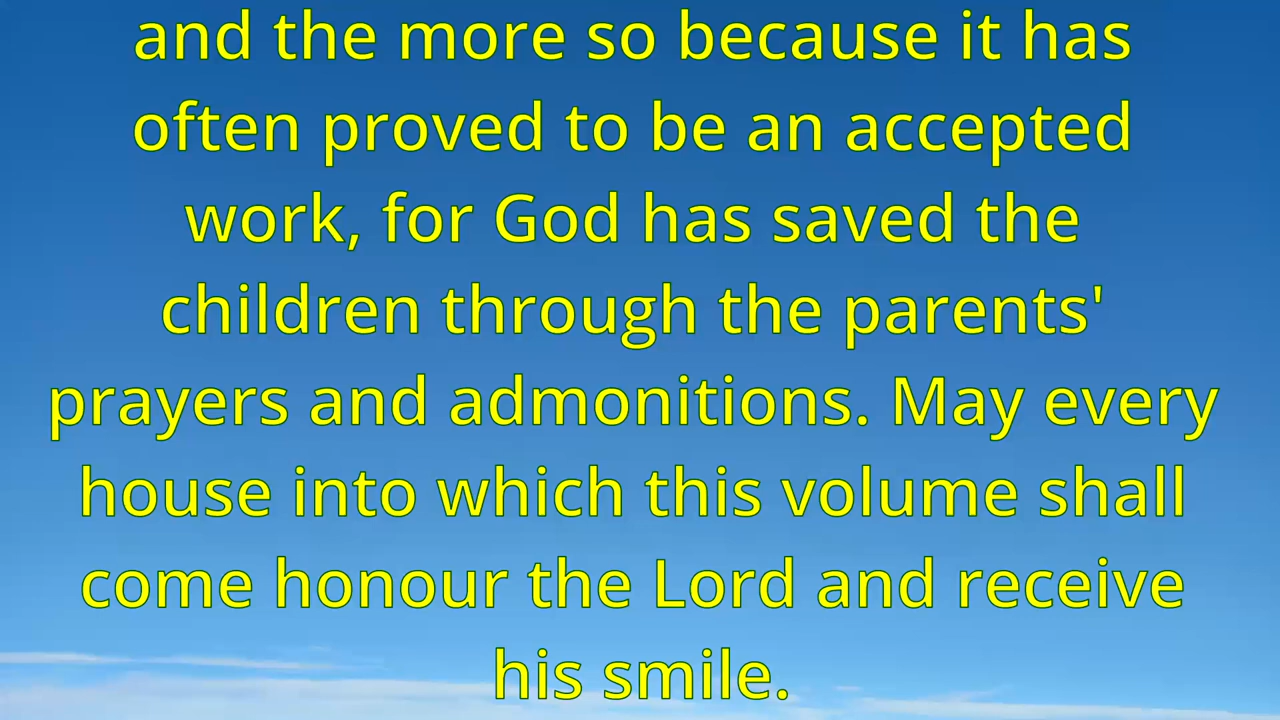 and the more so because it has
often proved to be an accepted
work, for God has saved the
children through the parents'
prayers and admonitions. May every
house into which this volume shall
come honour the Lord and receive
his smile.